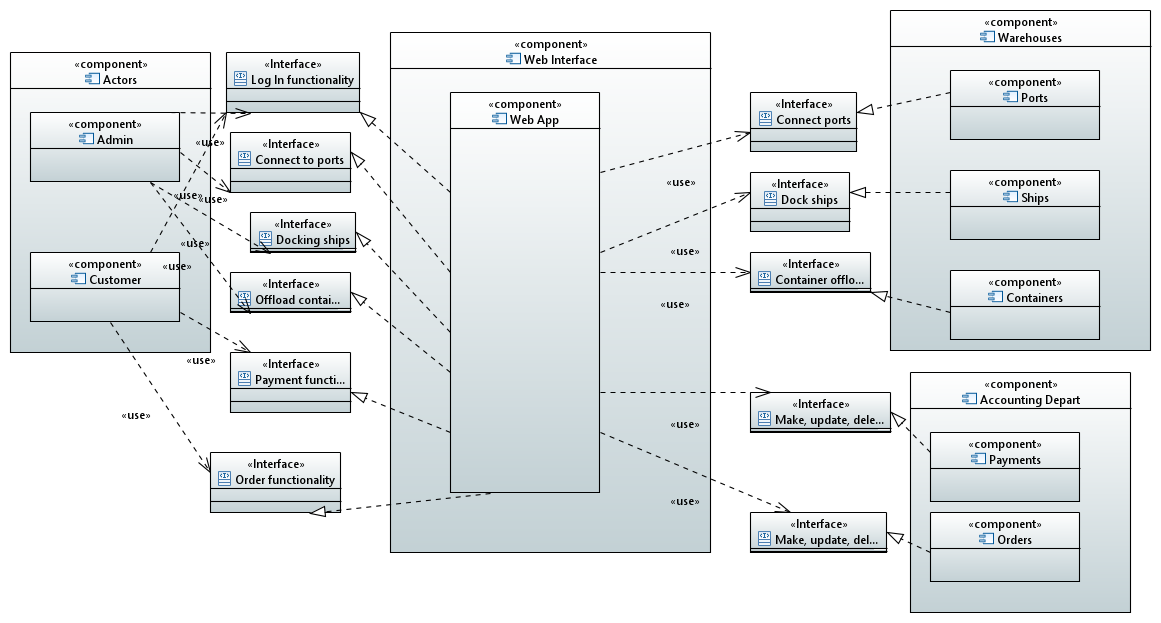 «component»
Actors
«component»
Admin
«component»
Customer
«Interface»
Log In functionality
«use»
«Interface»
Connect to ports
«use»
«use»
«Interface»
Docking ships
«use»
«use»
«Interface»
Offload contai...
«Interface»
Payment functi...
«use»
«use»
«Interface»
Order functionality
«component»
Web Interface
«component»
Web App
«use»
«use»
«use»
«use»
«use»
«Interface»
Connect ports
«Interface»
Dock ships
«Interface»
Container offlo...
«Interface»
Make, update, dele...
«Interface»
Make, update, del...
«component»
Warehouses
«component»
Ports
«component»
Ships
«component»
Containers
«component»
Accounting Depart
«component»
Payments
«component»
Orders